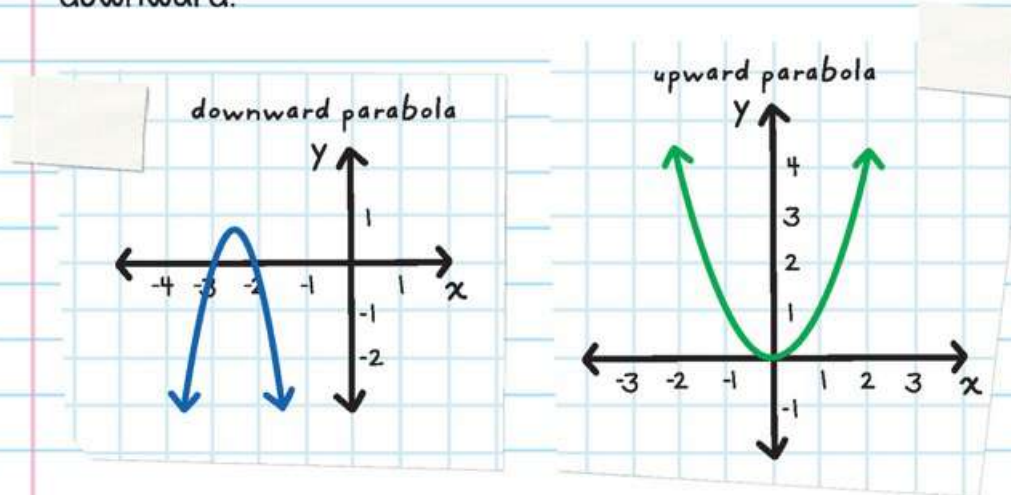 downward.
downward parabola
y
1
-4 -3 -2 -1 1 x
-1
-2
upward parabola
y
4
3
2
1
-3 -2 -1 1 2 3 x
-1